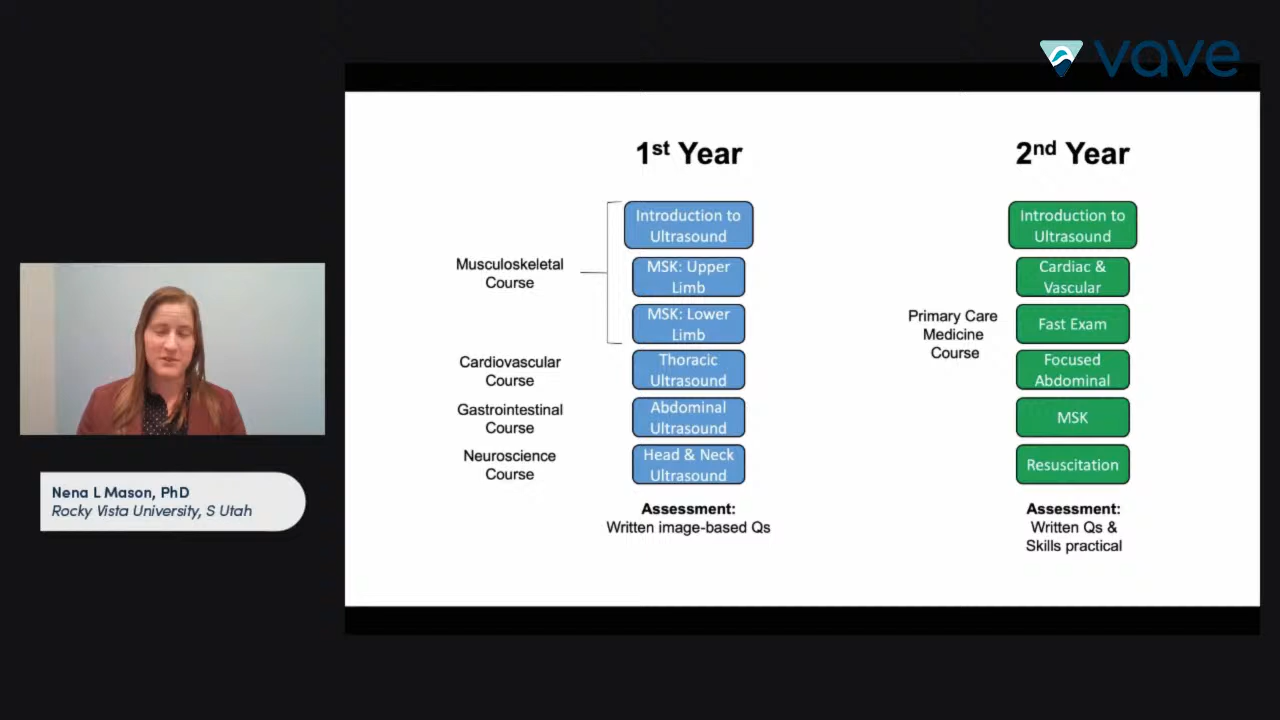 vave
1st Year
Introduction to
Ultrasound
Musculoskeletal
Course
MSK: Upper
Limb
MSK: Lower
Limb
Cardiovascular
Course
Thoracic
Ultrasound
Gastrointestinal
Course
Abdominal
Ultrasound
Neuroscience
Course
Head & Neck
Ultrasound
Assessment:
Written image-based Qs
2nd Year
Introduction to
Ultrasound
Cardiac &
Vascular
Primary Care
Medicine
Course
Fast Exam
Focused
Abdominal
MSK
Resuscitation
Assessment:
Written Qs &
Skills practical
Nena L Mason, PhD
Rocky Vista University, S Utah